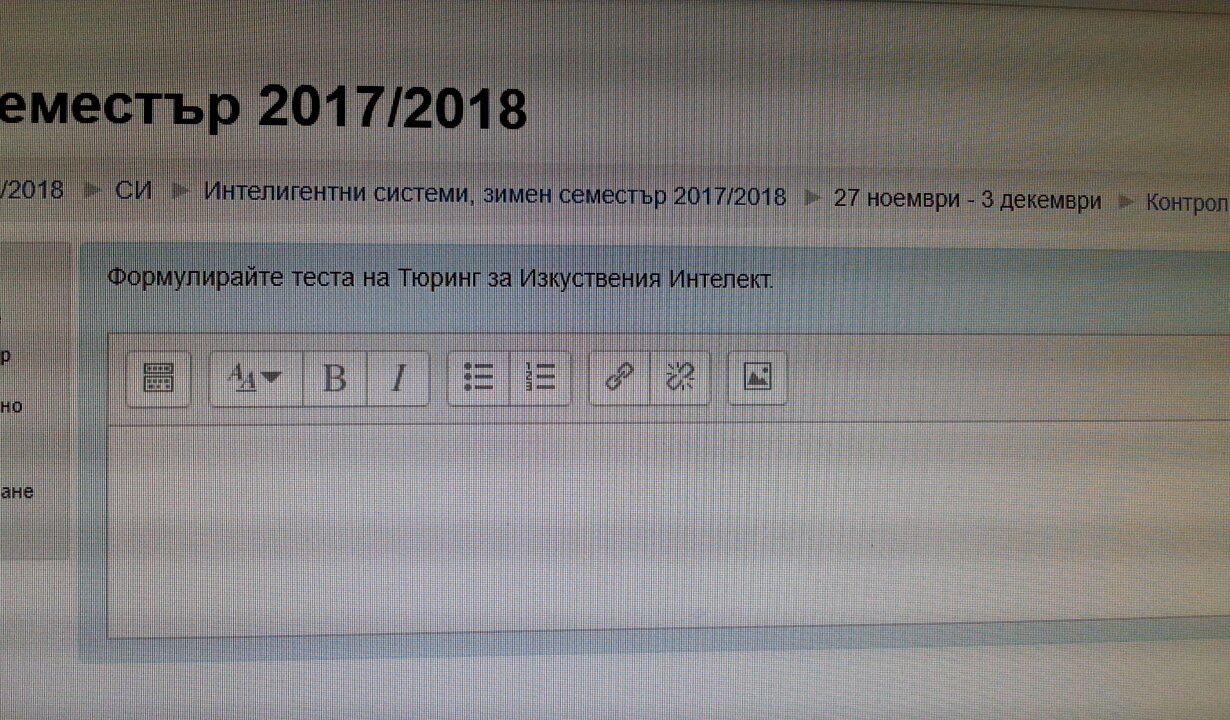 еместър 2017/2018
/2018 ▶ СИ ▶ Интелигентни системи, зимен семестър 2017/2018 ▶ 27 ноември - 3 декември ▶ Контрол
Формулирайте теста на Тюринг за Изкуствения Интелект.
р
но
ане
B I